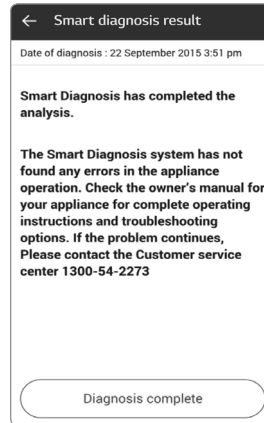 ← Smart diagnosis result
Date of diagnosis : 22 September 2015 3:51 pm
Smart Diagnosis has completed the
analysis.
The Smart Diagnosis system has not
found any errors in the appliance
operation. Check the owner's manual for
your appliance for complete operating
instructions and troubleshooting
options. If the problem continues,
Please contact the Customer service
center 1300-54-2273
Diagnosis complete